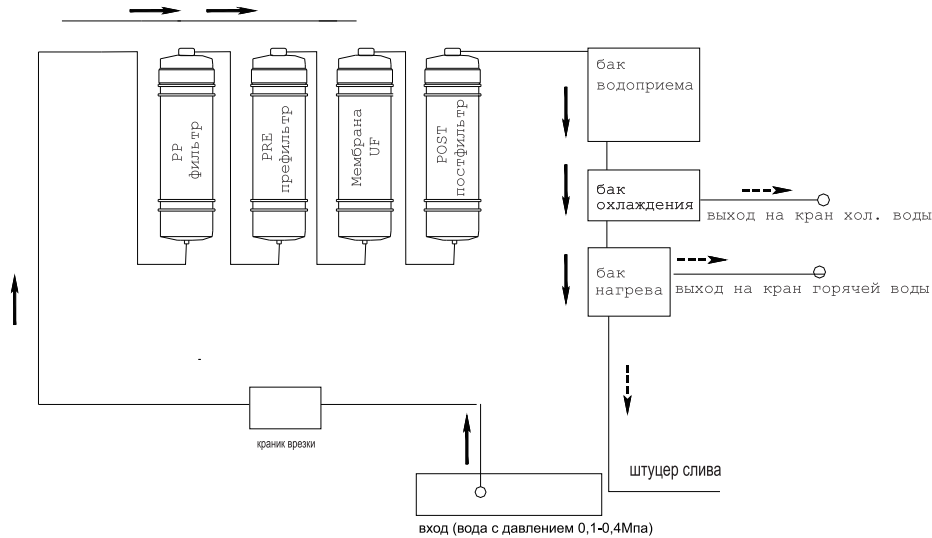 PP
фильтр
PRE
префильтр
Мембрана
UF
POST
постфильтр
бак
водоприема
бак
охлаждения
выход на кран хол. воды
бак
нагрева
выход на кран горячей воды
краник врезки
штуцер слива
вход (вода с давлением 0,1-0,4Мпа)